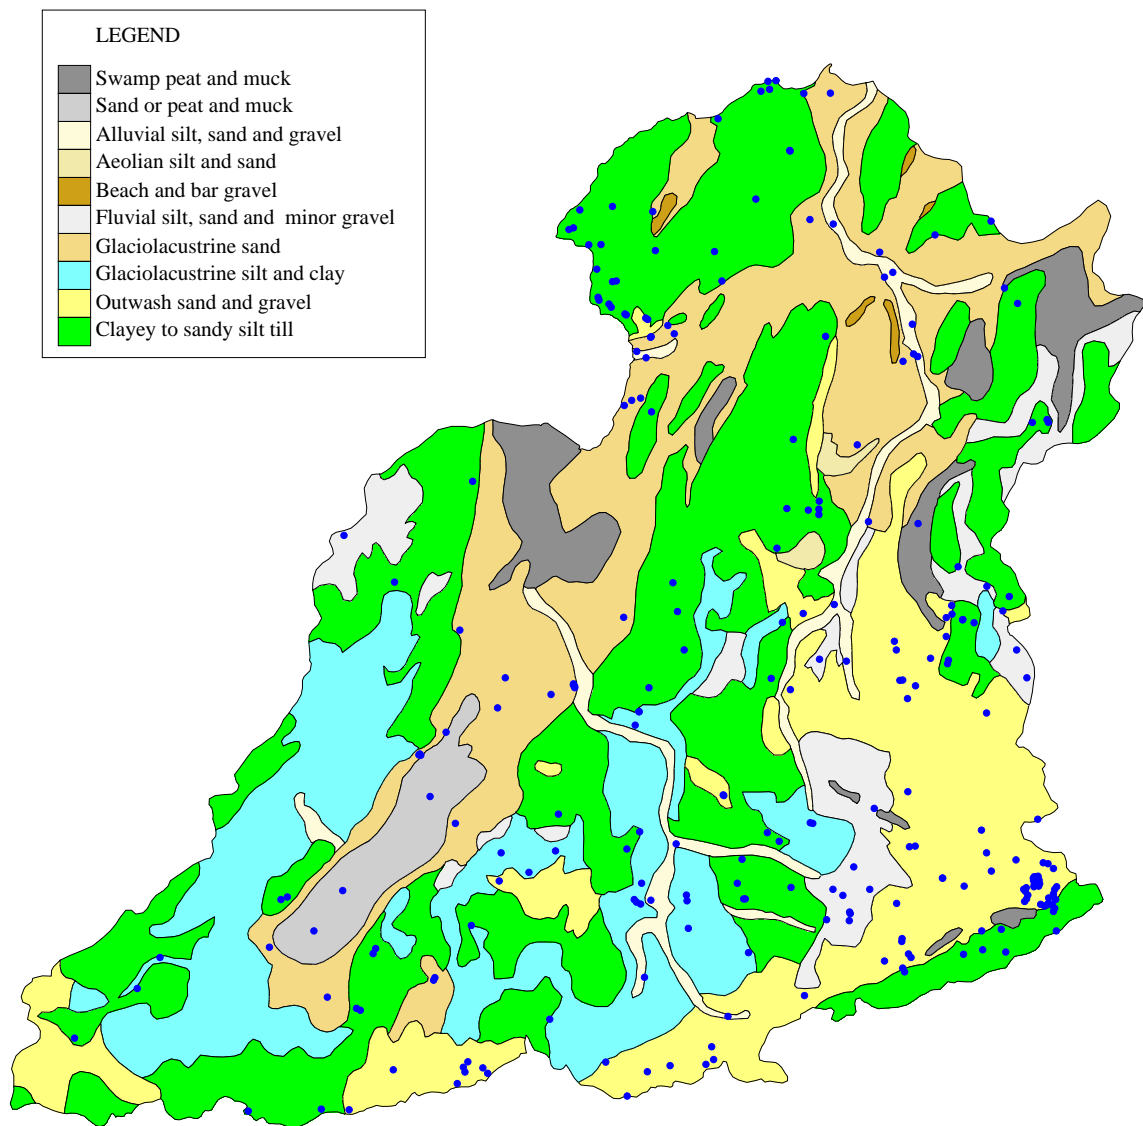 LEGEND
Swamp peat and muck
Sand or peat and muck
Alluvial silt, sand and gravel
Aeolian silt and sand
Beach and bar gravel
Fluvial silt, sand and  minor gravel
Glaciolacustrine sand
Glaciolacustrine silt and clay
Outwash sand and gravel
Clayey to sandy silt till